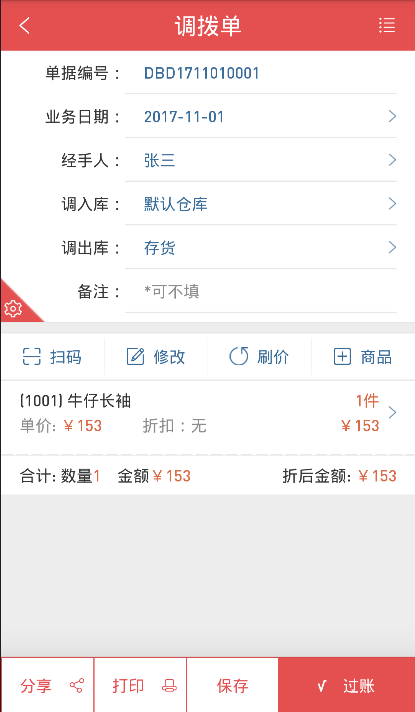 调拨单
单据编号： DBD1711010001
业务日期： 2017-11-01
经手人： 张三
调入库： 默认仓库
调出库： 存货
备注： *可不填
扫码 修改 刷价 商品
(1001) 牛仔长袖 1件
单价: ￥153 折扣：无 ￥153
合计: 数量1 金额￥153 折后金额: ￥153
分享 打印 保存 √ 过账